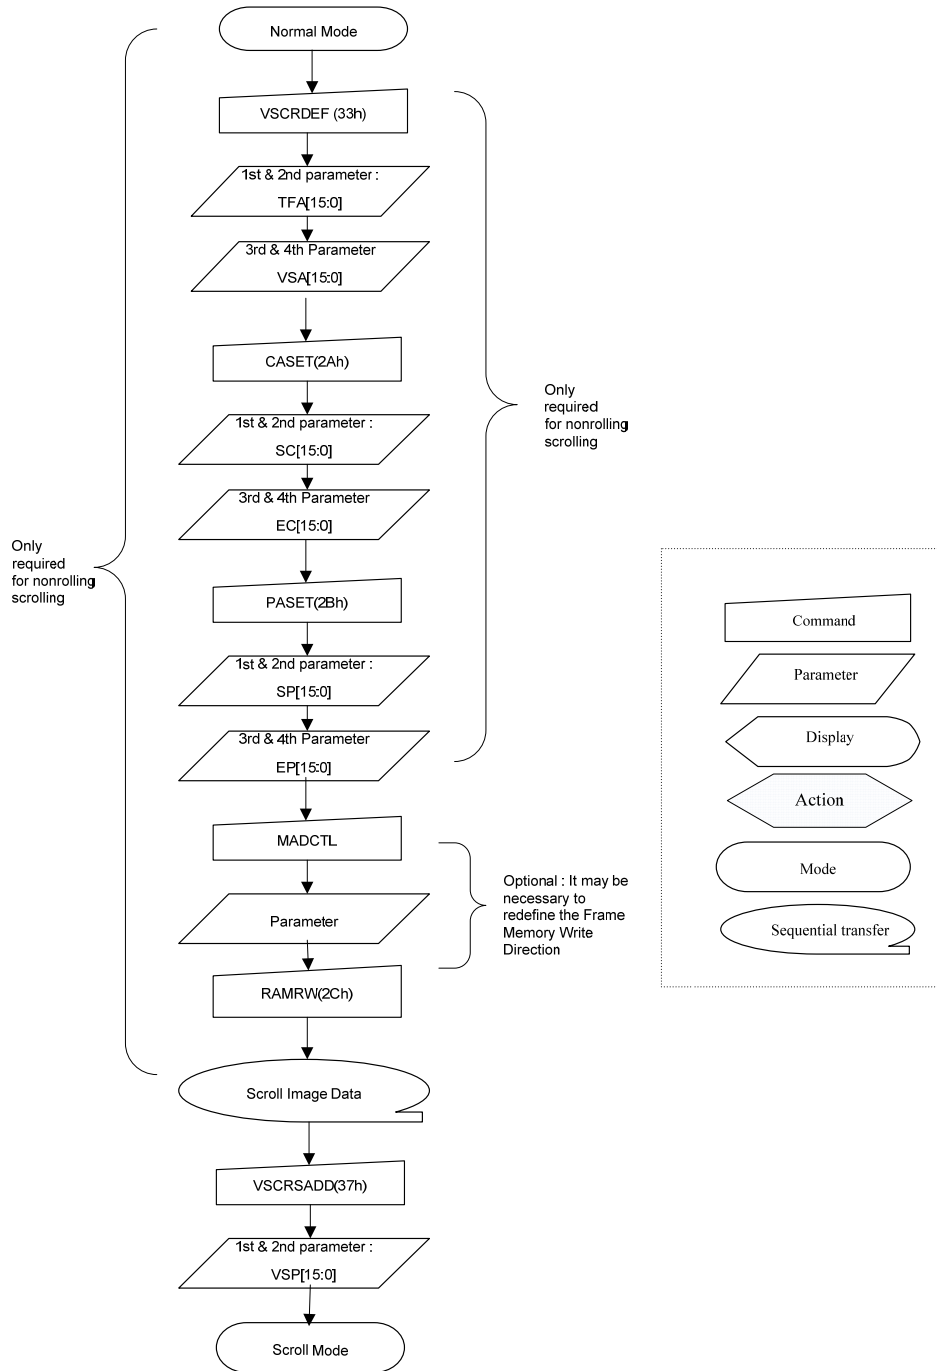 Normal Mode
VSCRDEF (33h)
1st & 2nd parameter :
TFA[15:0]
3rd & 4th Parameter
VSA[15:0]
CASET(2Ah)
1st & 2nd parameter :
SC[15:0]
3rd & 4th Parameter
EC[15:0]
PASET(2Bh)
1st & 2nd parameter :
SP[15:0]
3rd & 4th Parameter
EP[15:0]
MADCTL
Parameter
RAMRW(2Ch)
Scroll Image Data
VSCRSADD(37h)
1st & 2nd parameter :
VSP[15:0]
Scroll Mode
Only
required
for nonrolling
scrolling
Only
required
for nonrolling
scrolling
Optional : It may be
necessary to
redefine the Frame
Memory Write
Direction
Command
Parameter
Display
Action
Mode
Sequential transfer